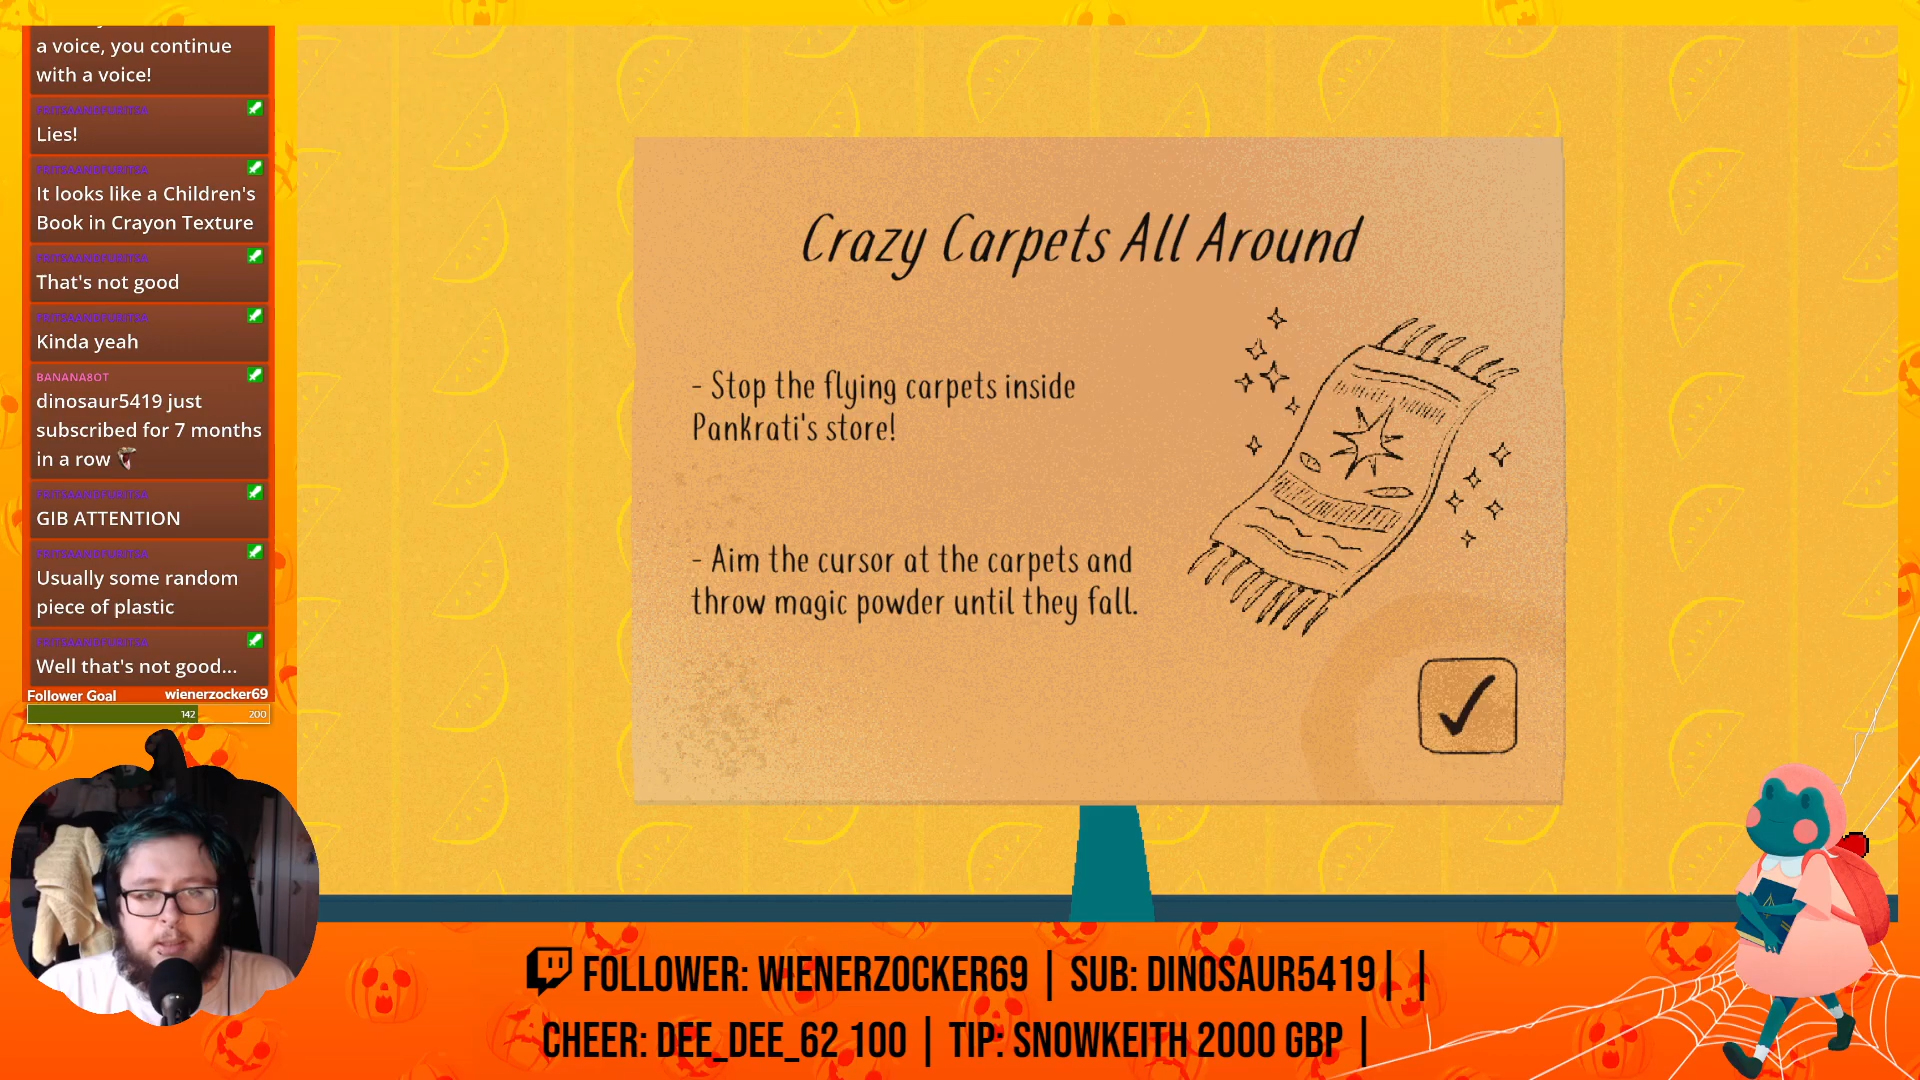 a voice, you continue
with a voice!
Lies!
It looks like a Children's
Book in Crayon Texture
That's not good
Kinda yeah
BANANA8OT
dinosaur5419 just
subscribed for 7 months
in a row
GIB ATTENTION
Usually some random
piece of plastic
Well that's not good...
Follower Goal wienerzocker69
142 200
Crazy Carpets All Around
- Stop the flying carpets inside
Pankrati's store!
- Aim the cursor at the carpets and
throw magic powder until they fall.
FOLLOWER: WIENERZOCKER69 | SUB: DINOSAUR5419 | |
CHEER: DEE_DEE_62 100 | TIP: SNOWKEITH 2000 GBP |